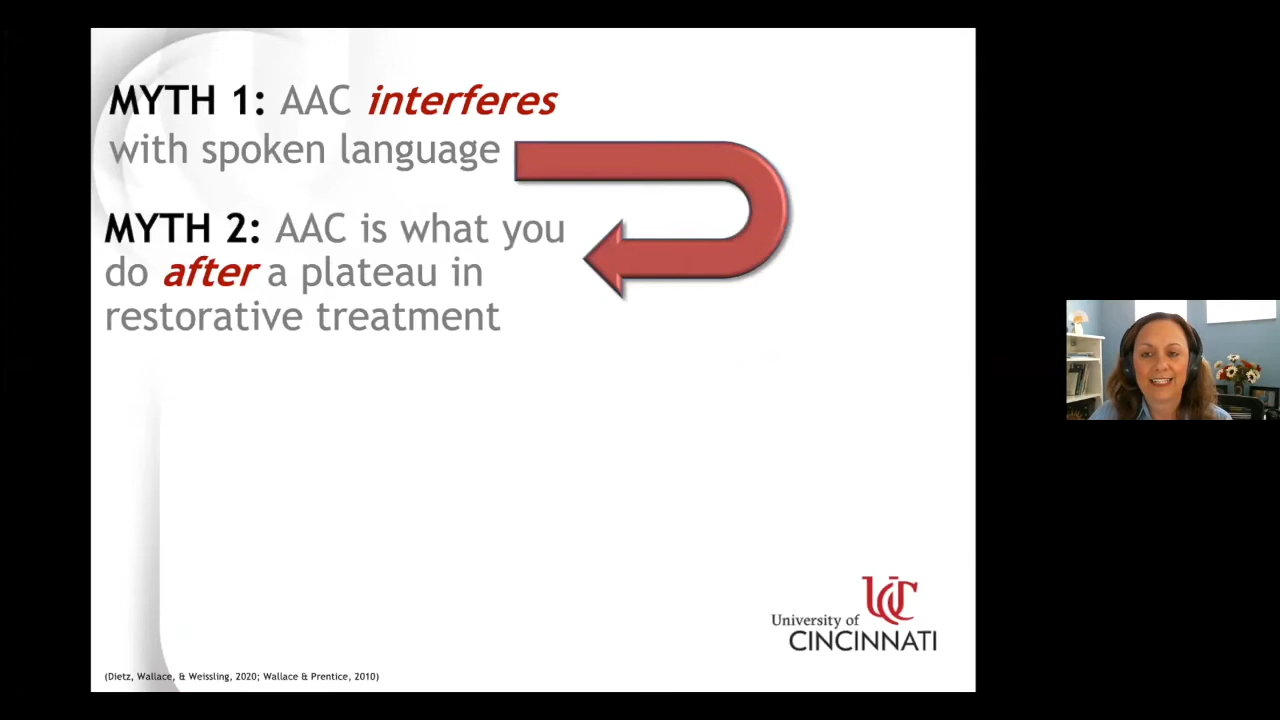 MYTH 1: AAC interferes
with spoken language
MYTH 2: AAC is what you
do after a plateau in
restorative treatment
UC
University of
CINCINNATI
(Dietz, Wallace, & Weissling, 2020; Wallace & Prentice, 2010)